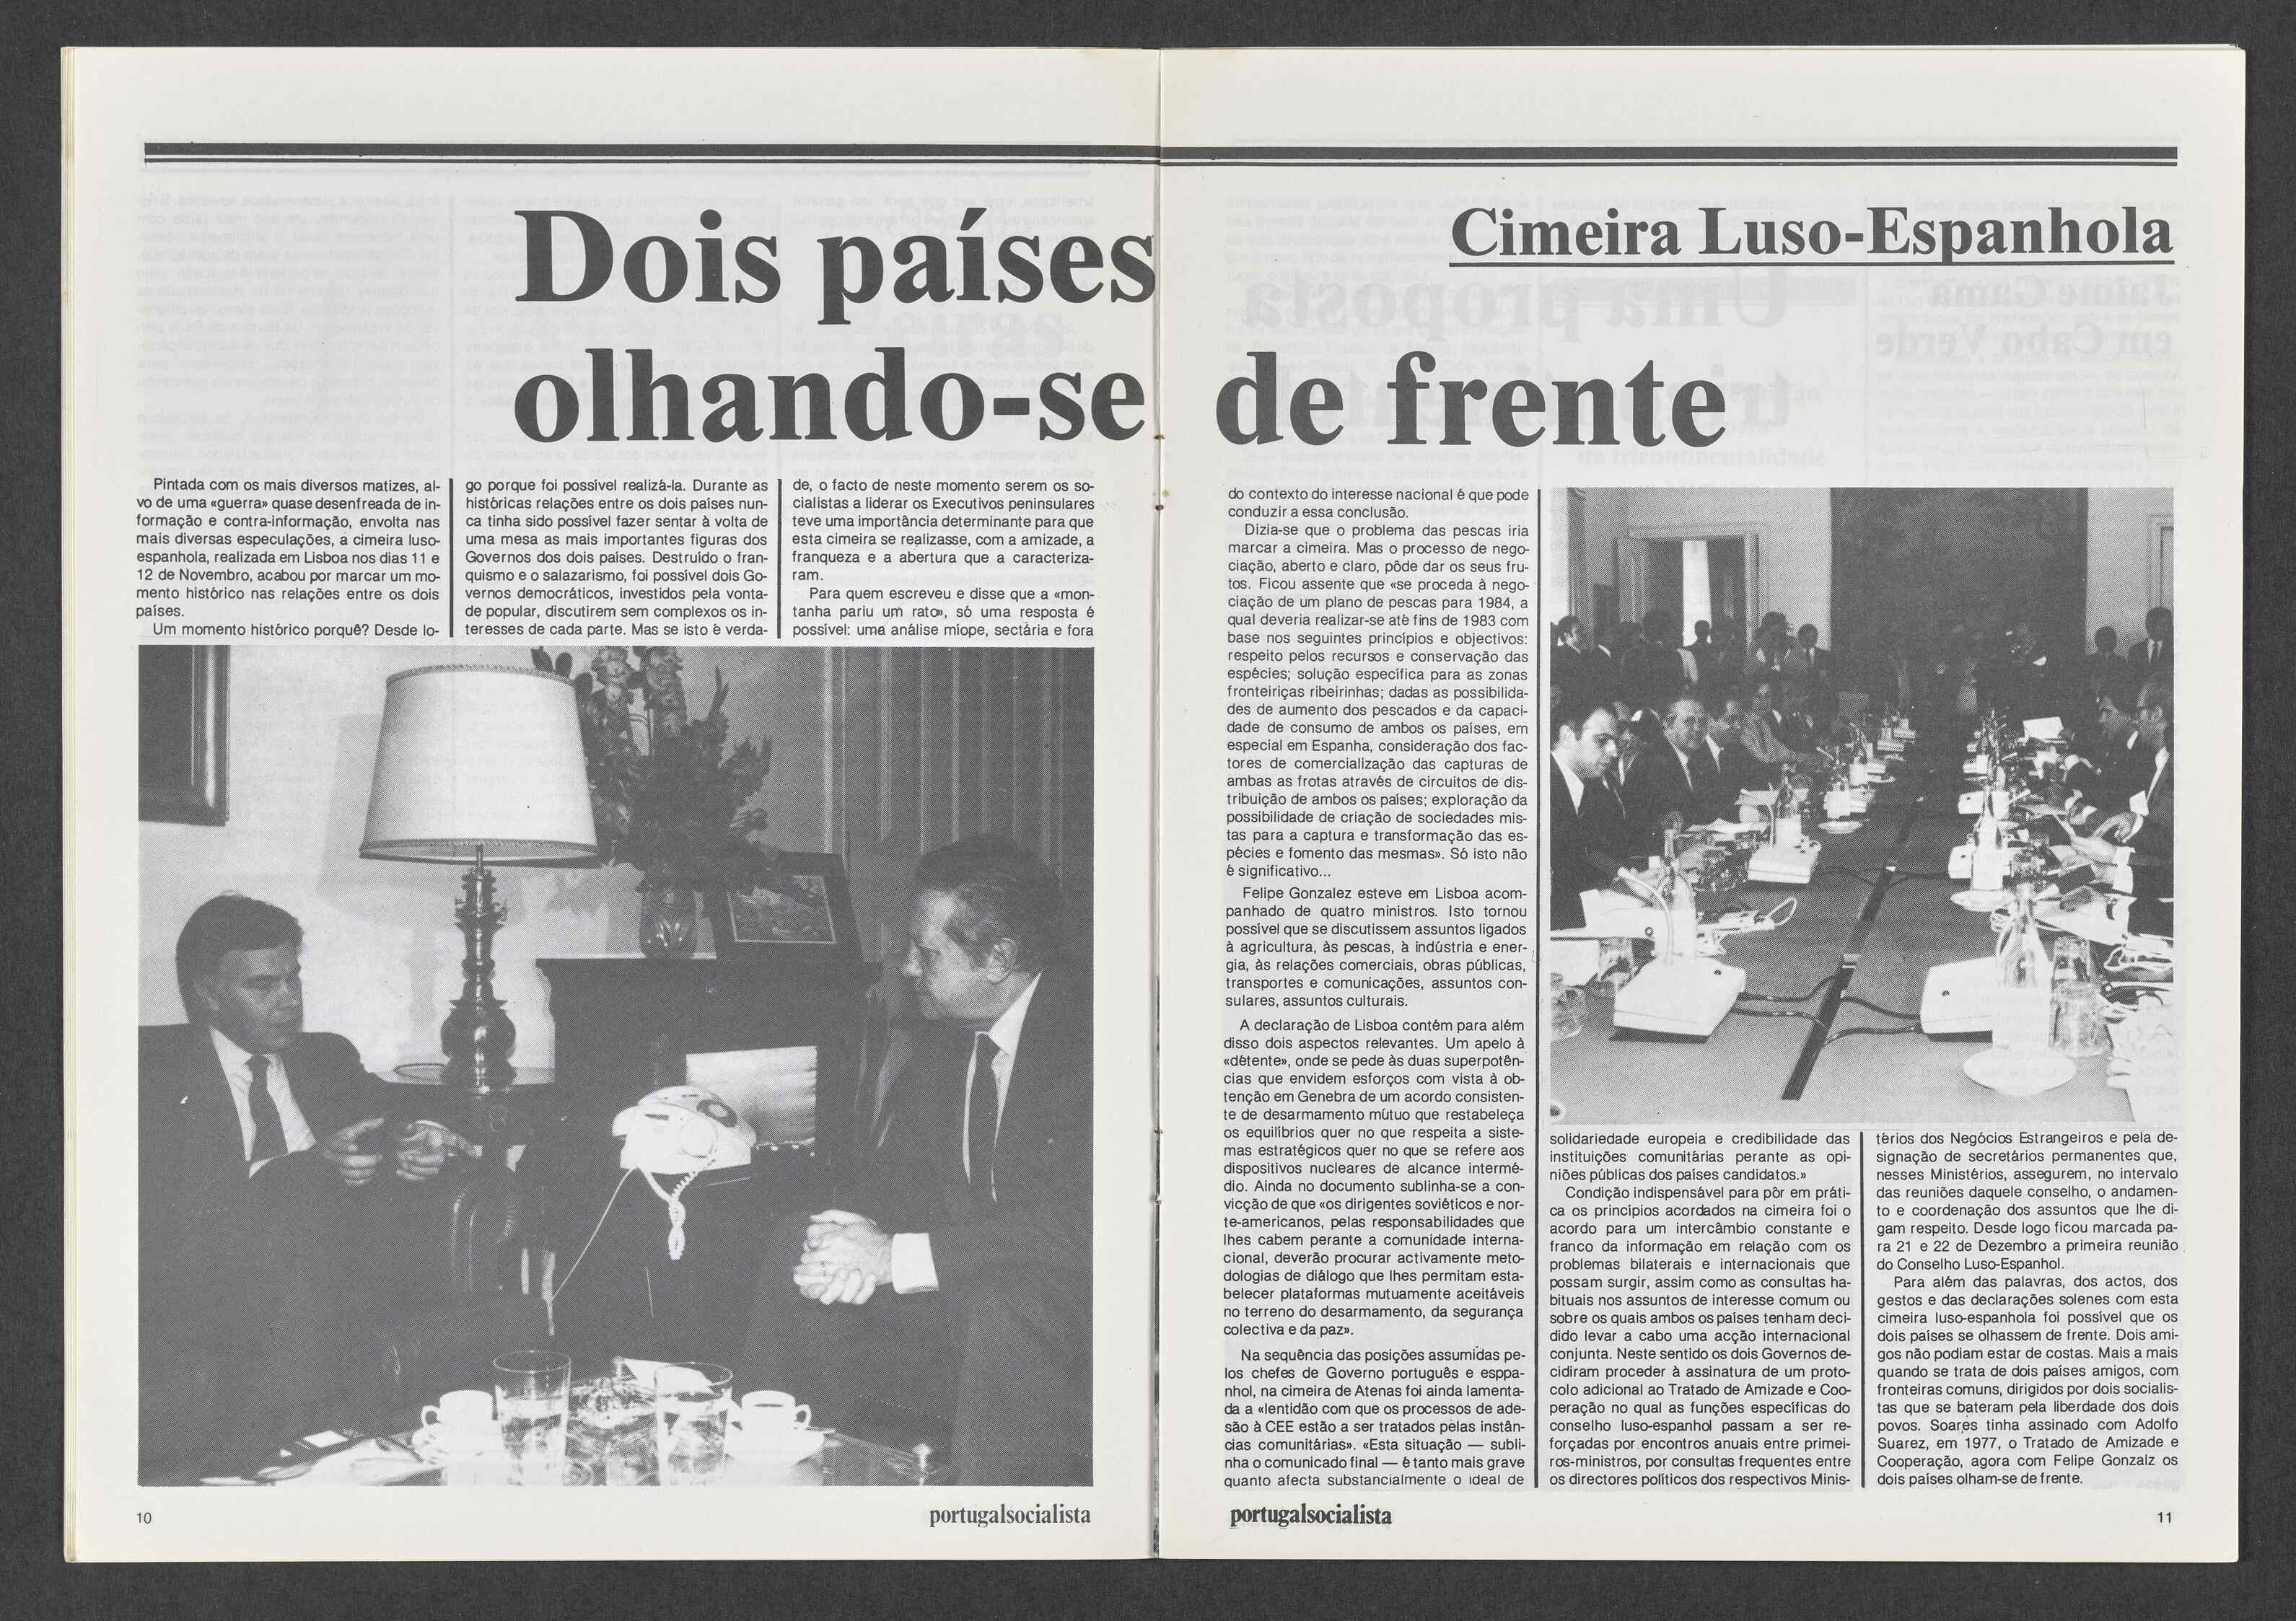 Cimeira Luso-Espanhola
Dois países
olhando-se de frente
Pintada com os mais diversos matizes, al-
vo de uma «guerra» quase desenfreada de in-
formação e contra-informação, envolta nas
mais diversas especulações, a cimeira luso-
espanhola, realizada em Lisboa nos dias 11 e
12 de Novembro, acabou por marcar um mo-
mento histórico nas relações entre os dois
países.
Um momento histórico porquê? Desde lo-
go porque foi possível realizá-la. Durante as
históricas relações entre os dois países nun-
ca tinha sido possível fazer sentar à volta de
uma mesa as mais importantes figuras dos
Governos dos dois países. Destruído o fran-
quismo e o salazarismo, foi possível dois Go-
vernos democráticos, investidos pela vonta-
de popular, discutirem sem complexos os in-
teresses de cada parte. Mas se isto é verda-
de, o facto de neste momento serem os so-
cialistas a liderar os Executivos peninsulares
teve uma importância determinante para que
esta cimeira se realizasse, com a amizade, a
franqueza e a abertura que a caracteriza-
ram.
Para quem escreveu e disse que a «mon-
tanha pariu um rato», só uma resposta é
possível: uma análise míope, sectária e fora
do contexto do interesse nacional é que pode
conduzir a essa conclusão.
Dizia-se que o problema das pescas iria
marcar a cimeira. Mas o processo de nego-
ciação, aberto e claro, pôde dar os seus fru-
tos. Ficou assente que «se proceda à nego-
ciação de um plano de pescas para 1984, a
qual deveria realizar-se até fins de 1983 com
base nos seguintes princípios e objectivos:
respeito pelos recursos e conservação das
espécies; solução específica para as zonas
fronteiriças ribeirinhas; dadas as possibilida-
des de aumento dos pescados e da capaci-
dade de consumo de ambos os países, em
especial em Espanha, consideração dos fac-
tores de comercialização das capturas de
ambas as frotas através de circuitos de dis-
tribuição de ambos os países; exploração da
possibilidade de criação de sociedades mis-
tas para a captura e transformação das es-
pécies e fomento das mesmas». Só isto não
é significativo...
Felipe Gonzalez esteve em Lisboa acom-
panhado de quatro ministros. Isto tornou
possível que se discutissem assuntos ligados
à agricultura, às pescas, à indústria e ener-
gia, às relações comerciais, obras públicas,
transportes e comunicações, assuntos con-
sulares, assuntos culturais.
A declaração de Lisboa contém para além
disso dois aspectos relevantes. Um apelo à
«détente», onde se pede às duas superpotên-
cias que envidem esforços com vista à ob-
tenção em Genebra de um acordo consisten-
te de desarmamento mútuo que restabeleça
os equilíbrios quer no que respeita a siste-
mas estratégicos quer no que se refere aos
dispositivos nucleares de alcance intermé-
dio. Ainda no documento sublinha-se a con-
vicção de que «os dirigentes soviéticos e nor-
te-americanos, pelas responsabilidades que
lhes cabem perante a comunidade interna-
cional, deverão procurar activamente meto-
dologias de diálogo que lhes permitam esta-
belecer plataformas mutuamente aceitáveis
no terreno do desarmamento, da segurança
colectiva e da paz».
Na sequência das posições assumidas pe-
los chefes de Governo português e esppa-
nhol, na cimeira de Atenas foi ainda lamenta-
da a «lentidão com que os processos de ade-
são à CEE estão a ser tratados pelas instân-
cias comunitárias». «Esta situação — subli-
nha o comunicado final — é tanto mais grave
quanto afecta substancialmente o ideal de
solidariedade europeia e credibilidade das
instituições comunitárias perante as opi-
niões públicas dos países candidatos.»
Condição indispensável para pôr em práti-
ca os princípios acordados na cimeira foi o
acordo para um intercâmbio constante e
franco da informação em relação com os
problemas bilaterais e internacionais que
possam surgir, assim como as consultas ha-
bituais nos assuntos de interesse comum ou
sobre os quais ambos os países tenham deci-
dido levar a cabo uma acção internacional
conjunta. Neste sentido os dois Governos de-
cidiram proceder à assinatura de um proto-
colo adicional ao Tratado de Amizade e Coo-
peração no qual as funções específicas do
conselho luso-espanhol passam a ser re-
forçadas por encontros anuais entre primei-
ros-ministros, por consultas frequentes entre
os directores políticos dos respectivos Minis-
térios dos Negócios Estrangeiros e pela de-
signação de secretários permanentes que,
nesses Ministérios, assegurem, no intervalo
das reuniões daquele conselho, o andamen-
to e coordenação dos assuntos que lhe di-
gam respeito. Desde logo ficou marcada pa-
ra 21 e 22 de Dezembro a primeira reunião
do Conselho Luso-Espanhol.
Para além das palavras, dos actos, dos
gestos e das declarações solenes com esta
cimeira luso-espanhola foi possível que os
dois países se olhassem de frente. Dois ami-
gos não podiam estar de costas. Mais a mais
quando se trata de dois países amigos, com
fronteiras comuns, dirigidos por dois socialis-
tas que se bateram pela liberdade dos dois
povos. Soares tinha assinado com Adolfo
Suarez, em 1977, o Tratado de Amizade e
Cooperação, agora com Felipe Gonzalz os
dois países olham-se de frente.
10
portugalsocialista
portugalsocialista
11